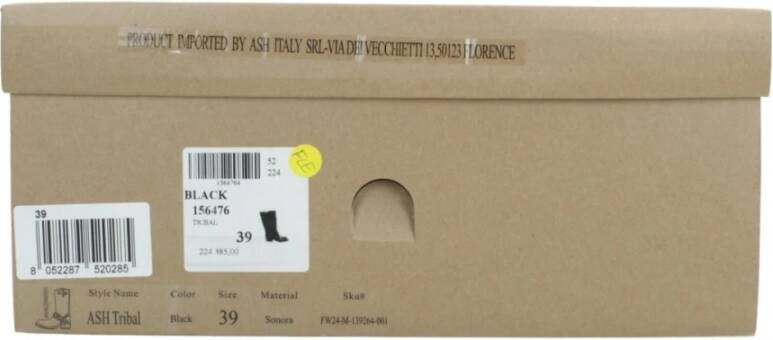 PRODUCT IMPORTED BY ASH ITALY SRL-VIA DEI VECCHIETTI 13,50123 FLORENCE
52
224
1564764
FLE
BLACK
156476
TRIBAL
39
224 385,00
39
8 052287 520285
Style Name Color Size Material Sku#
ASH Tribal Black 39 Sonora FW24-M-139264-001